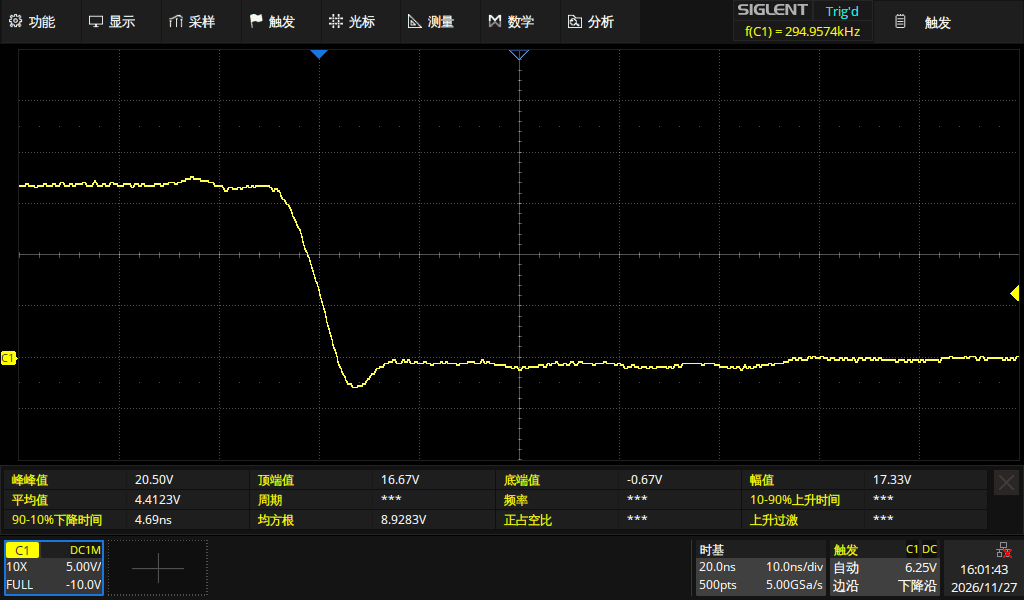 功能 显示 采样 触发 光标 测量 数学 分析 SIGLENT Trig'd 触发
f(C1) = 294.9574kHz
C1
峰峰值 20.50V 顶端值 16.67V 底端值 -0.67V 幅值 17.33V
平均值 4.4123V 周期 *** 频率 *** 10-90%上升时间 ***
90-10%下降时间 4.69ns 均方根 8.9283V 正占空比 *** 上升过激 ***
C1 DC1M 时基 触发 C1 DC
10X 5.00V/ 20.0ns 10.0ns/div 自动 6.25V 16:01:43
FULL -10.0V 500pts 5.00GSa/s 边沿 下降沿 2026/11/27